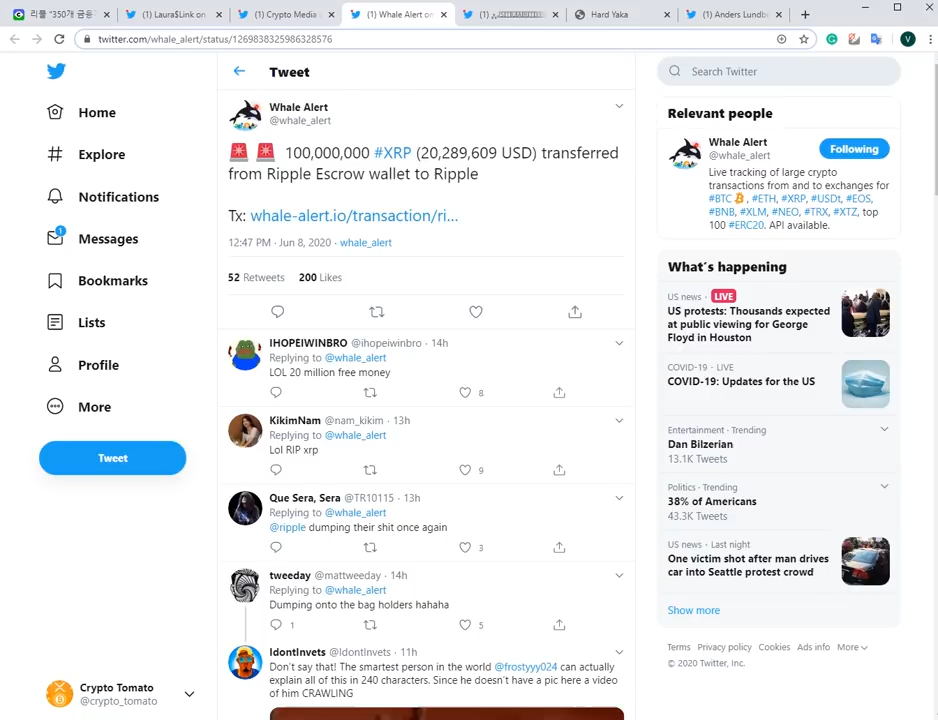 리플 "350개 금융기
(1) Laura$Link on
(1) Crypto Media
(1) Whale Alert on
(1)
Hard Yaka
(1) Anders Lundb
twitter.com/whale_alert/status/1269838325986328576
V
Home
Explore
Notifications
1
Messages
Bookmarks
Lists
Profile
More
Tweet
Crypto Tomato
@crypto_tomato
Tweet
Whale Alert
@whale_alert
100,000,000 #XRP (20,289,609 USD) transferred
from Ripple Escrow wallet to Ripple
Tx: whale-alert.io/transaction/ri...
12:47 PM · Jun 8, 2020 · whale_alert
52 Retweets 200 Likes
IHOPEIWINBRO @ihopeiwinbro · 14h
Replying to @whale_alert
LOL 20 million free money
8
KikimNam @nam_kikim · 13h
Replying to @whale_alert
Lol RIP xrp
9
Que Sera, Sera @TR10115 · 13h
Replying to @whale_alert
@ripple dumping their shit once again
3
tweeday @mattweeday · 14h
Replying to @whale_alert
Dumping onto the bag holders hahaha
1 5
IdontInvets @IdontInvets · 11h
Don't say that! The smartest person in the world @frostyyy024 can actually
explain all of this in 240 characters. Since he doesn't have a pic here a video
of him CRAWLING
Search Twitter
Relevant people
Whale Alert
@whale_alert
Following
Live tracking of large crypto
transactions from and to exchanges for
#BTC, #ETH, #XRP, #USDt, #EOS,
#BNB, #XLM, #NEO, #TRX, #XTZ, top
100 #ERC20. API available.
What's happening
US news · LIVE
US protests: Thousands expected
at public viewing for George
Floyd in Houston
COVID-19 · LIVE
COVID-19: Updates for the US
Entertainment · Trending
Dan Bilzerian
13.1K Tweets
Politics · Trending
38% of Americans
43.3K Tweets
US news · Last night
One victim shot after man drives
car into Seattle protest crowd
Show more
Terms Privacy policy Cookies Ads info More
© 2020 Twitter, Inc.